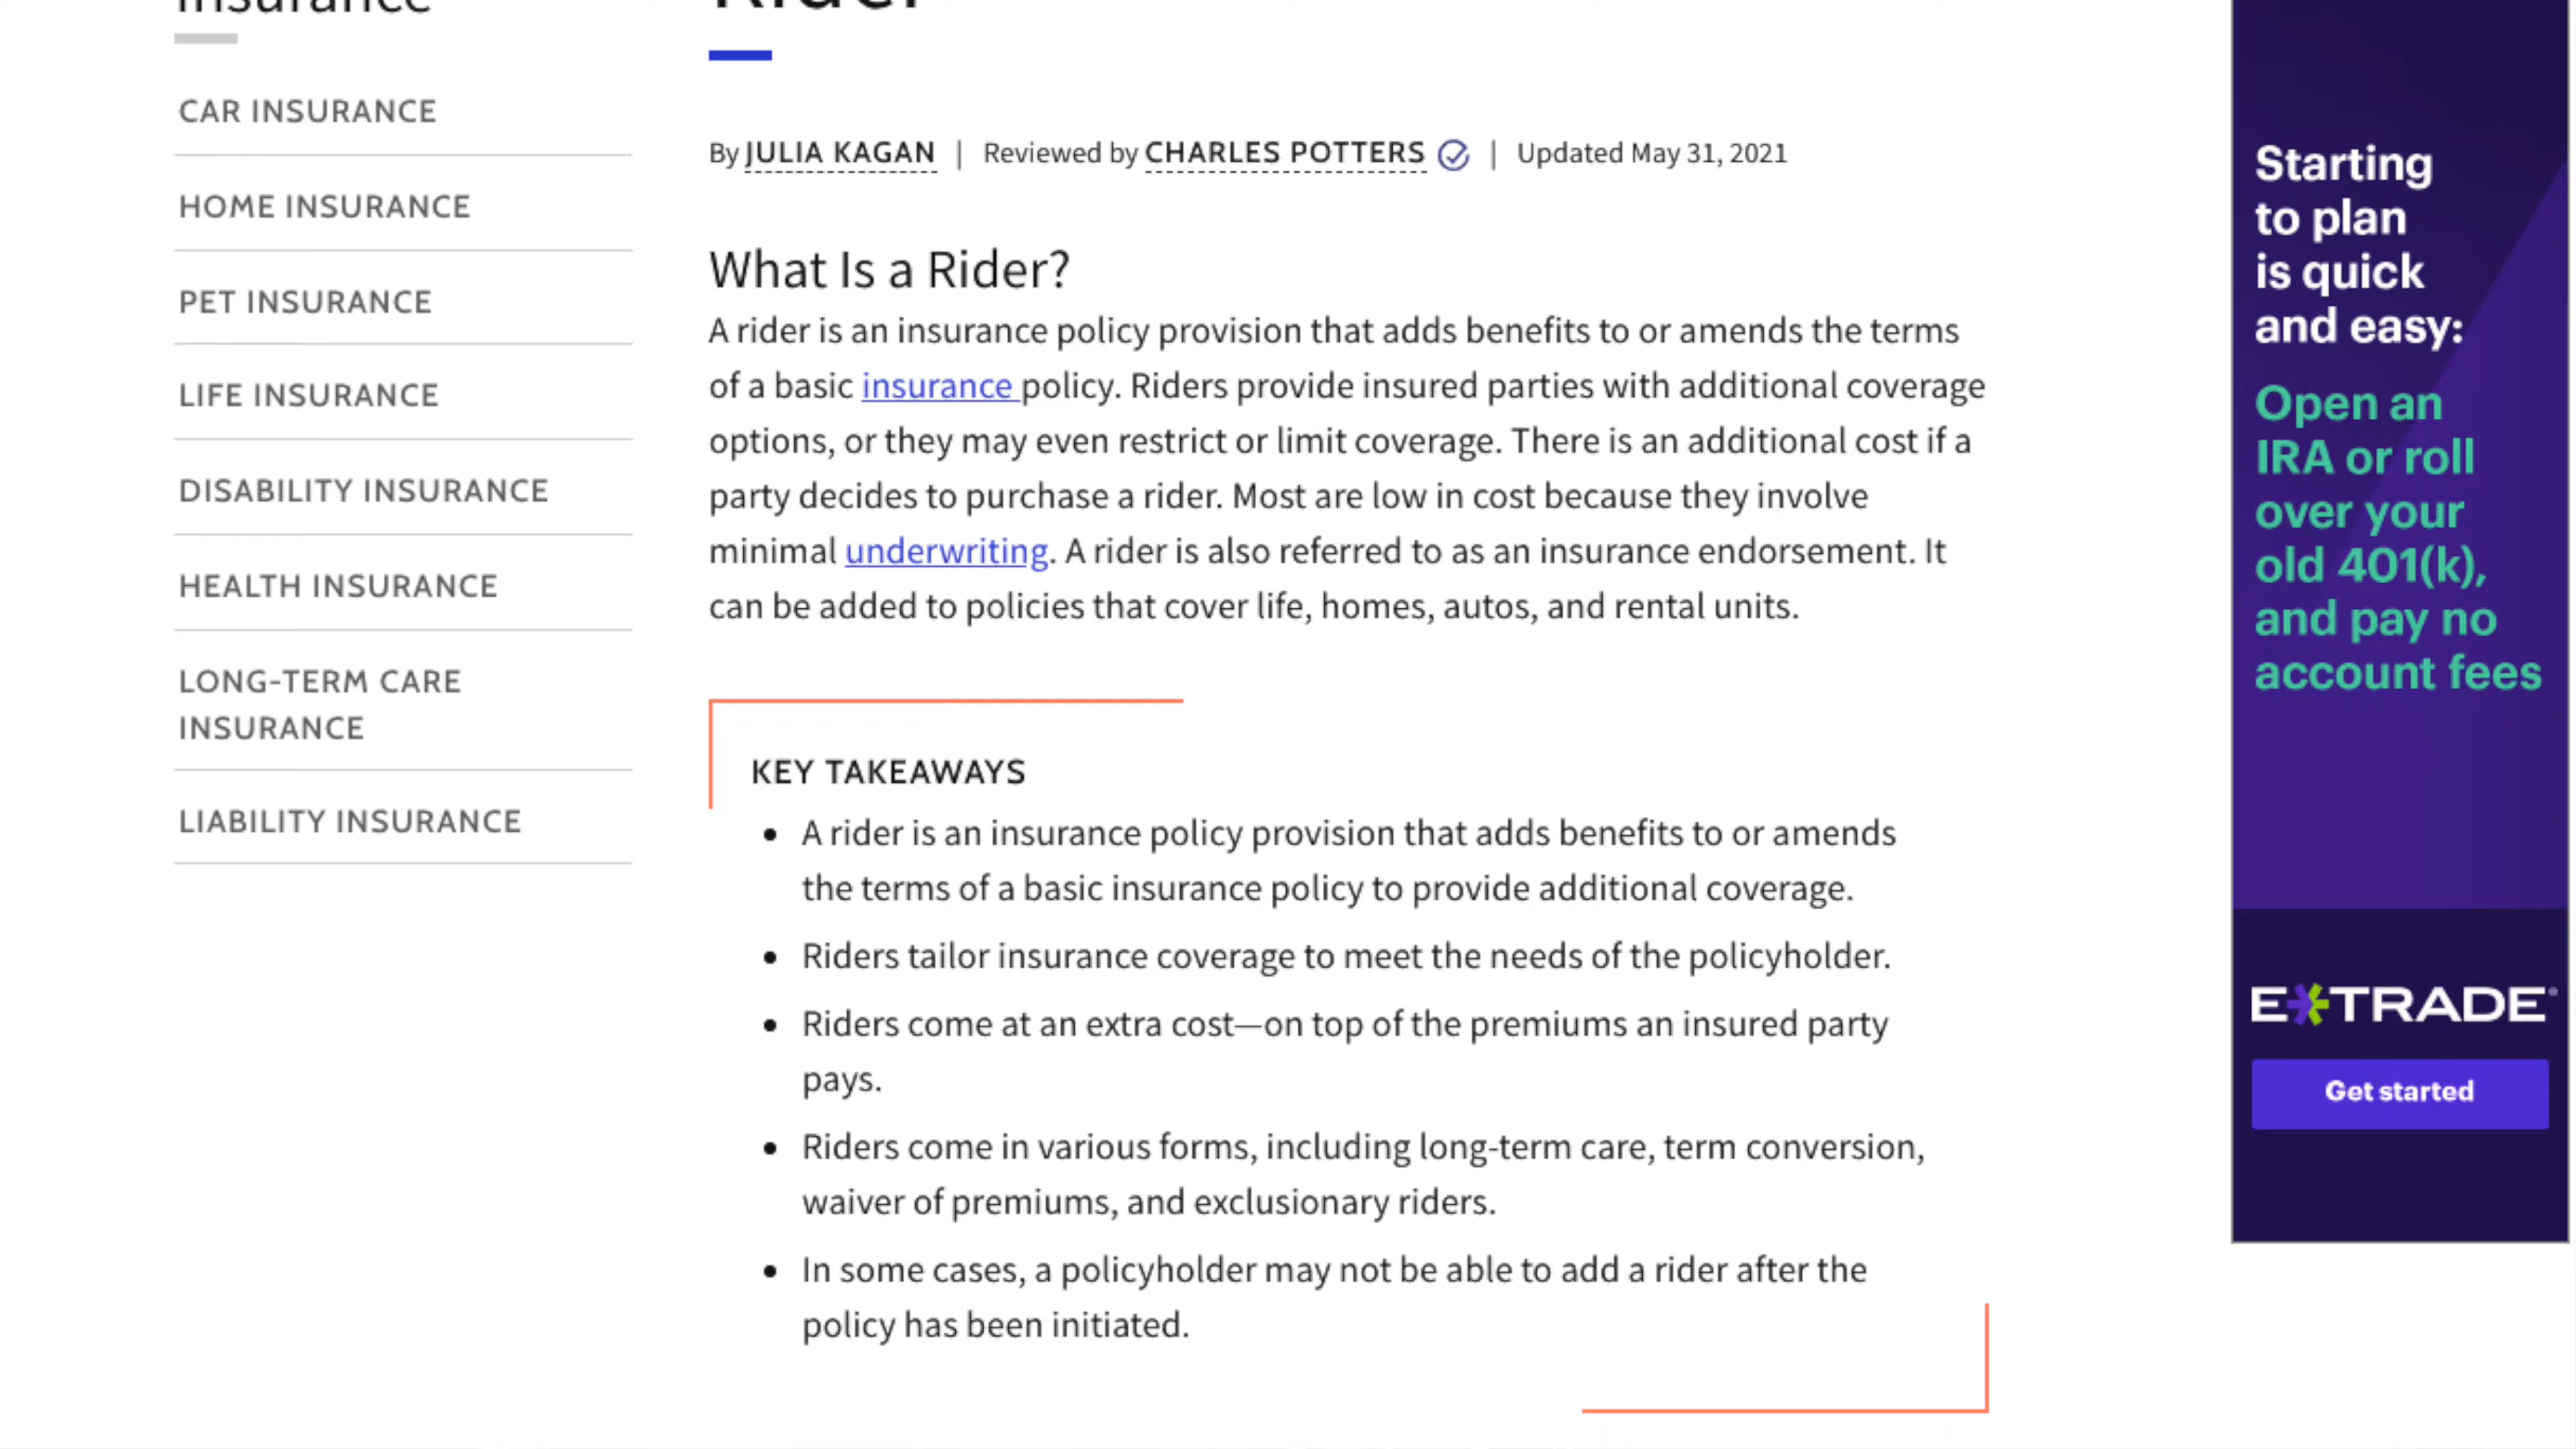 Insurance
CAR INSURANCE
HOME INSURANCE
PET INSURANCE
LIFE INSURANCE
DISABILITY INSURANCE
HEALTH INSURANCE
LONG-TERM CARE
INSURANCE
LIABILITY INSURANCE
Rider
By JULIA KAGAN | Reviewed by CHARLES POTTERS | Updated May 31, 2021
What Is a Rider?
A rider is an insurance policy provision that adds benefits to or amends the terms
of a basic insurance policy. Riders provide insured parties with additional coverage
options, or they may even restrict or limit coverage. There is an additional cost if a
party decides to purchase a rider. Most are low in cost because they involve
minimal underwriting. A rider is also referred to as an insurance endorsement. It
can be added to policies that cover life, homes, autos, and rental units.
KEY TAKEAWAYS
• A rider is an insurance policy provision that adds benefits to or amends
the terms of a basic insurance policy to provide additional coverage.
• Riders tailor insurance coverage to meet the needs of the policyholder.
• Riders come at an extra cost—on top of the premiums an insured party
pays.
• Riders come in various forms, including long-term care, term conversion,
waiver of premiums, and exclusionary riders.
• In some cases, a policyholder may not be able to add a rider after the
policy has been initiated.
Starting
to plan
is quick
and easy:
Open an
IRA or roll
over your
old 401(k),
and pay no
account fees
E*TRADE
Get started